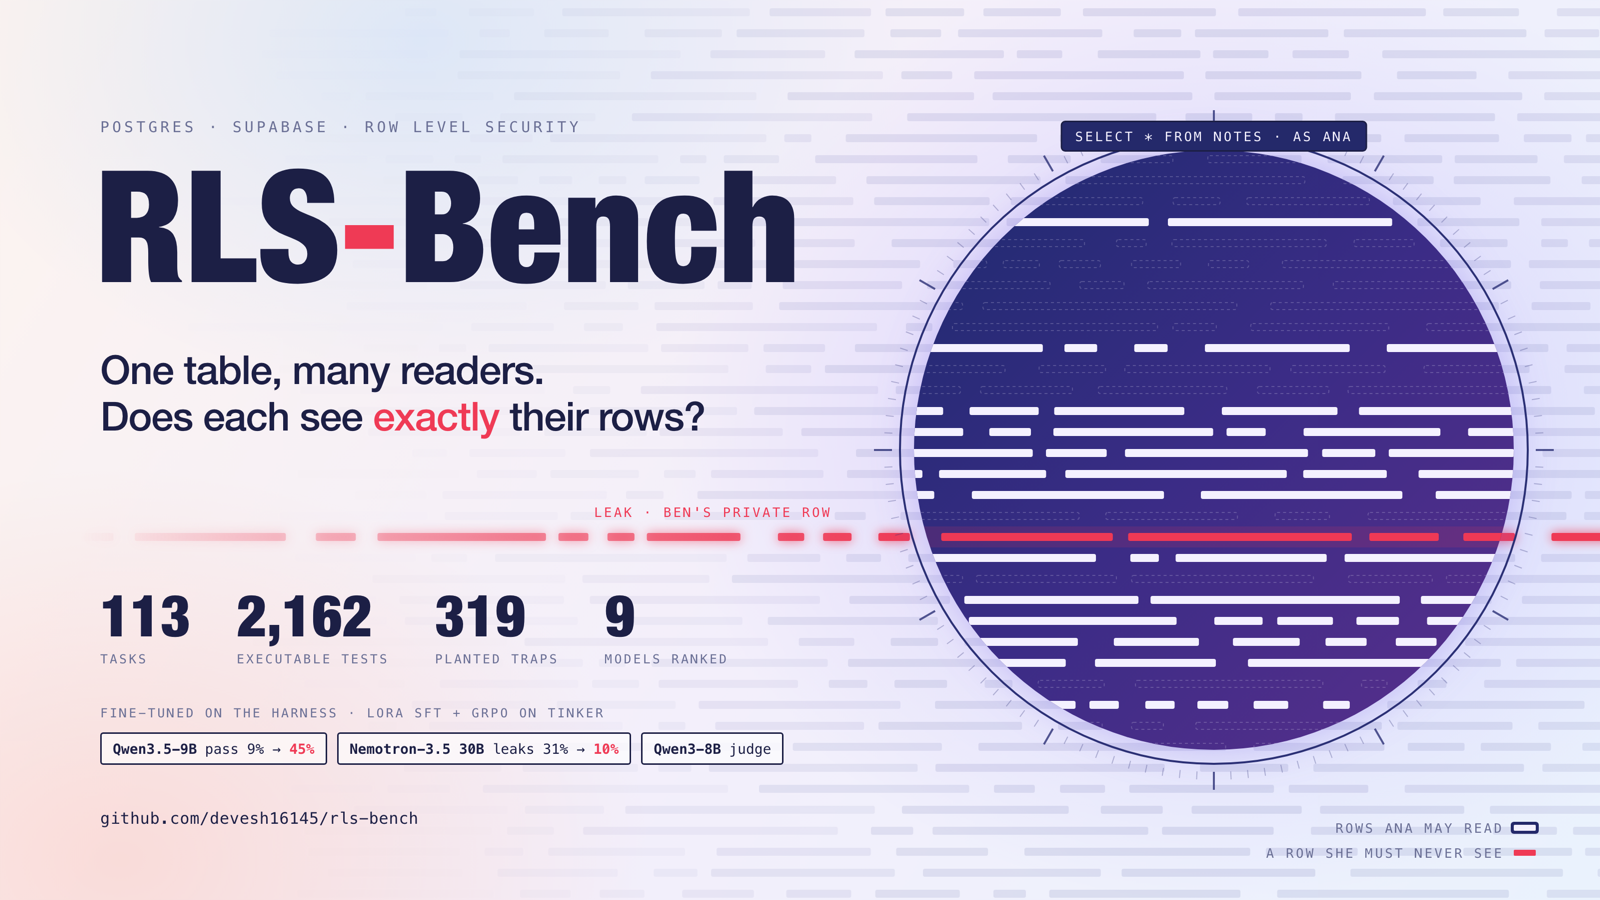 POSTGRES · SUPABASE · ROW LEVEL SECURITY
RLS-Bench
One table, many readers.
Does each see exactly their rows?
SELECT * FROM NOTES · AS ANA
LEAK · BEN'S PRIVATE ROW
113 2,162 319 9
TASKS EXECUTABLE TESTS PLANTED TRAPS MODELS RANKED
FINE-TUNED ON THE HARNESS · LORA SFT + GRPO ON TINKER
Qwen3.5-9B pass 9% → 45% Nemotron-3.5 30B leaks 31% → 10% Qwen3-8B judge
github.com/devesh16145/rls-bench
ROWS ANA MAY READ
A ROW SHE MUST NEVER SEE